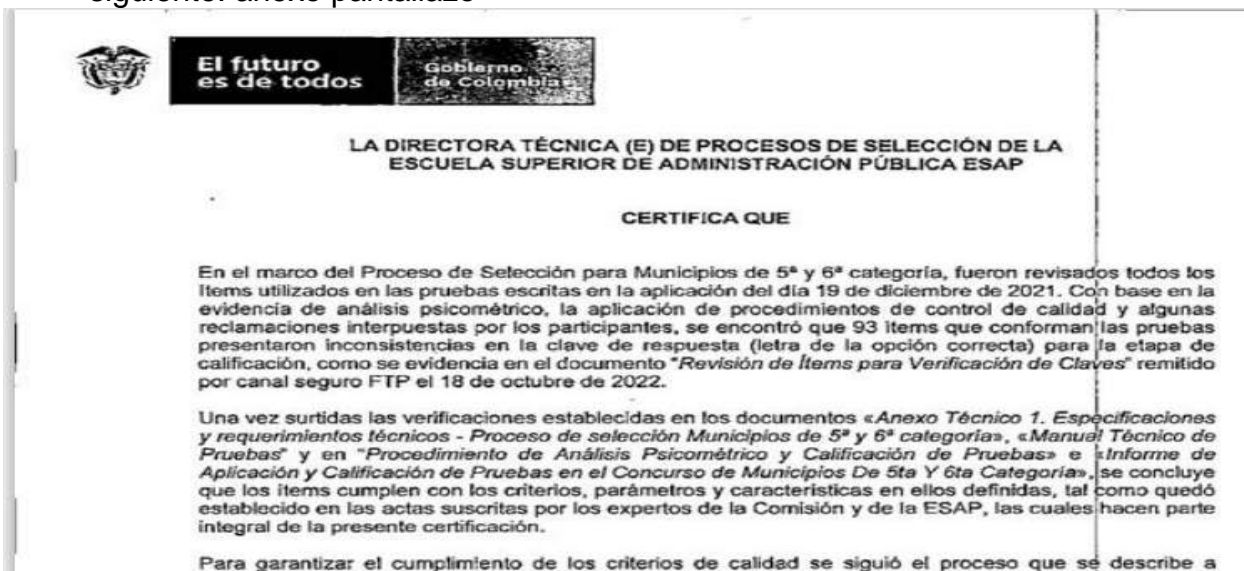 siguiente: anexo pantallazo
El futuro
es de todos
Gobierno
de Colombia
LA DIRECTORA TÉCNICA (E) DE PROCESOS DE SELECCIÓN DE LA
ESCUELA SUPERIOR DE ADMINISTRACIÓN PÚBLICA ESAP
CERTIFICA QUE
En el marco del Proceso de Selección para Municipios de 5ª y 6ª categoría, fueron revisados todos los
Items utilizados en las pruebas escritas en la aplicación del día 19 de diciembre de 2021. Con base en la
evidencía de análisis psicométrico, la aplicación de procedimientos de control de calidad y algunas
reclamaciones interpuestas por los participantes, se encontró que 93 items que conforman las pruebas
presentaron inconsistencias en la clave de respuesta (letra de la opción correcta) para la etapa de
calificación, como se evidencia en el documento "Revisión de Ítems para Verificación de Claves" remitido
por canal seguro FTP el 18 de octubre de 2022.
Una vez surtidas las verificaciones establecidas en los documentos «Anexo Técnico 1. Especificaciones
y requerimientos técnicos - Proceso de selección Municipios de 5ª y 6ª categoría», «Manual Técnico de
Pruebas" y en "Procedimiento de Análisis Psicométrico y Calificación de Pruebas» e «Informe de
Aplicación y Calificación de Pruebas en el Concurso de Municipios De 5ta Y 6ta Categoría», se concluye
que los ítems cumplen con los criterios, parámetros y características en ellos definidas, tal como quedó
establecido en las actas suscritas por los expertos de la Comisión y de la ESAP, las cuales hacen parte
integral de la presente certificación.
Para garantizar el cumplimiento de los criterios de calidad se siguió el proceso que se describe a